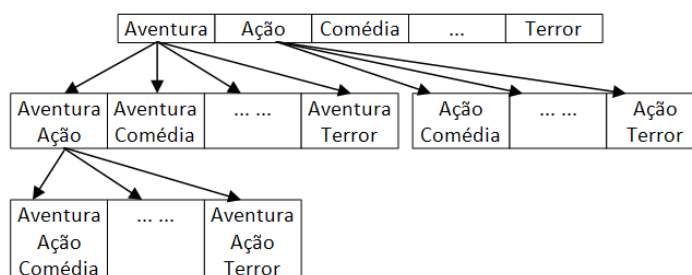 Aventura Ação Comédia ... Terror
Aventura Aventura ... ... Aventura Ação ... ... Ação
Ação Comédia Terror Comédia Terror
Aventura ... ... Aventura
Ação Ação
Comédia Terror